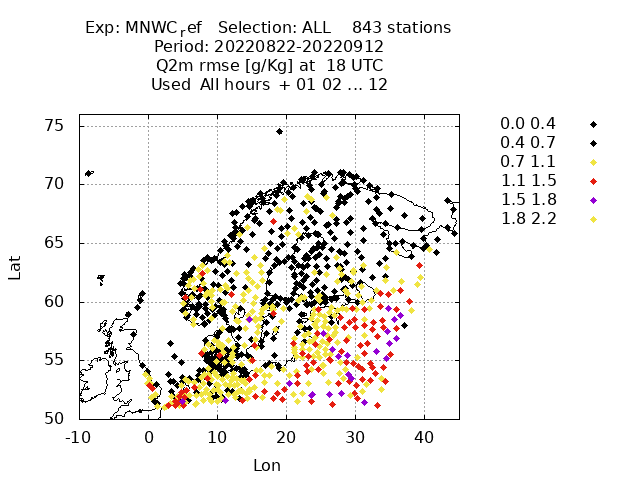 Exp: MNWC_ref   Selection: ALL    843 stations
Period: 20220822-20220912
Q2m rmse [g/Kg] at  18 UTC
Used  All hours  + 01 02 ... 12
0.0 0.4
0.4 0.7
0.7 1.1
1.1 1.5
1.5 1.8
1.8 2.2
75
70
65
60
55
50
Lat
-10 0 10 20 30 40
Lon